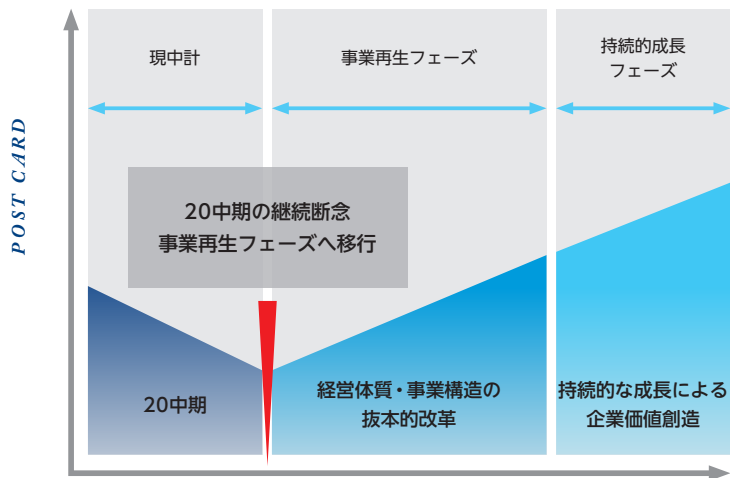 現中計
事業再生フェーズ
持続的成長
フェーズ
POST CARD
20中期の継続断念
事業再生フェーズへ移行
20中期
経営体質・事業構造の
抜本的改革
持続的な成長による
企業価値創造